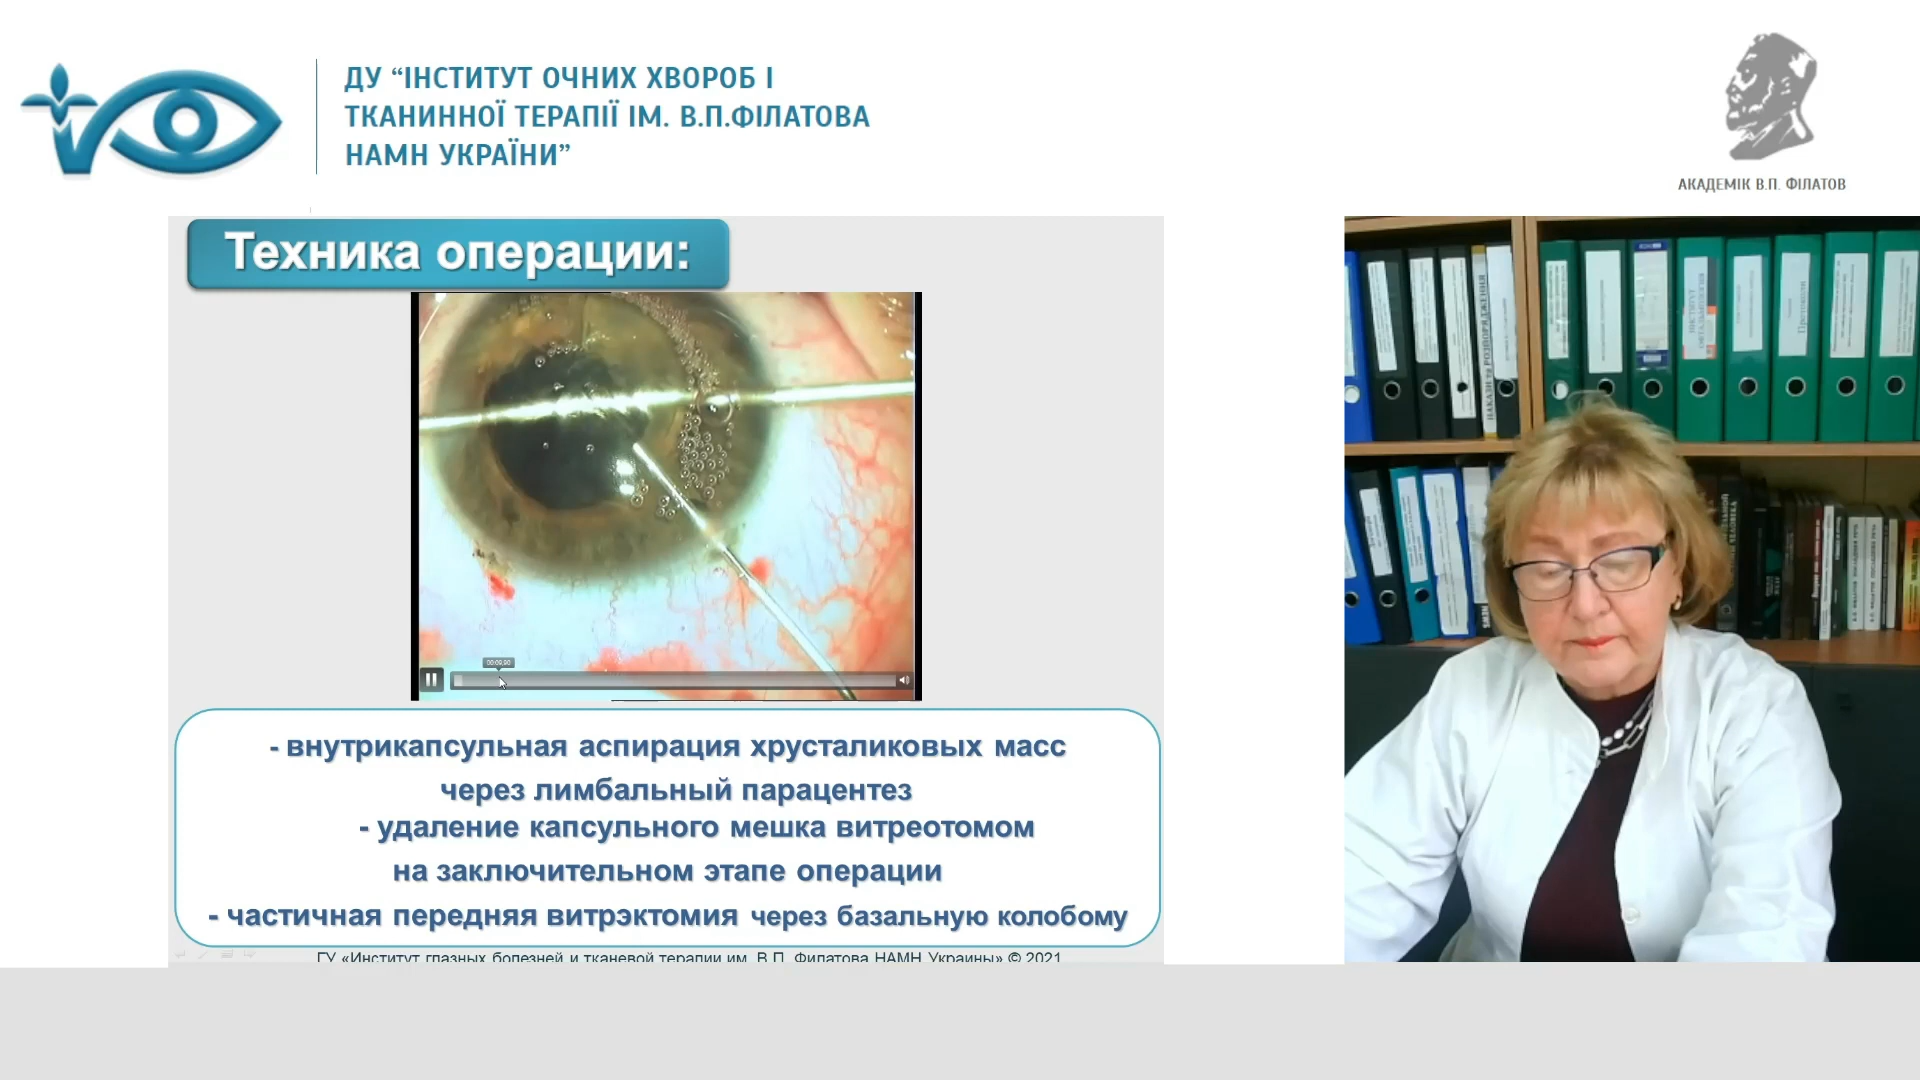 ДУ “ІНСТИТУТ ОЧНИХ ХВОРОБ І
ТКАНИННОЇ ТЕРАПІЇ ІМ. В.П.ФІЛАТОВА
НАМН УКРАЇНИ”
АКАДЕМІК В.П. ФІЛАТОВ
Техника операции:
- внутрикапсульная аспирация хрусталиковых масс
через лимбальный парацентез
- удаление капсульного мешка витреотомом
на заключительном этапе операции
- частичная передняя витрэктомия через базальную колобому
ГУ «Институт глазных болезней и тканевой терапии им. В.П. Филатова НАМН Украины» © 2021